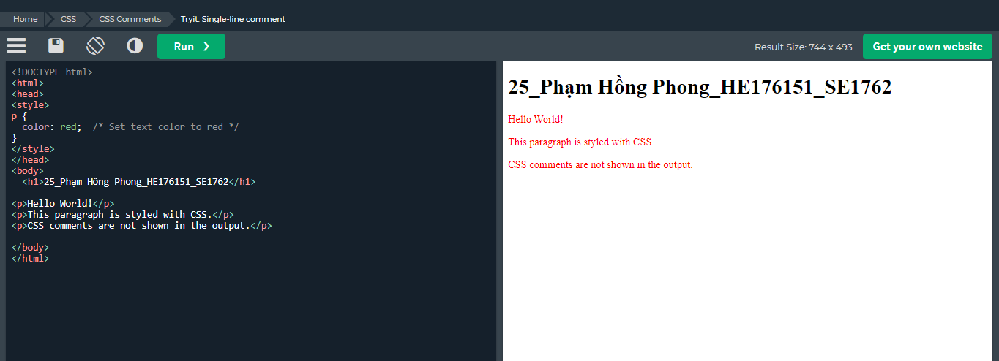 Home CSS CSS Comments Tryit: Single-line comment
Run ❯ Result Size: 744 x 493 Get your own website
<!DOCTYPE html>
<html>
<head>
<style>
p {
  color: red;  /* Set text color to red */
}
</style>
</head>
<body>
  <h1>25_Phạm Hồng Phong_HE176151_SE1762</h1>

<p>Hello World!</p>
<p>This paragraph is styled with CSS.</p>
<p>CSS comments are not shown in the output.</p>

</body>
</html>
25_Phạm Hồng Phong_HE176151_SE1762
Hello World!
This paragraph is styled with CSS.
CSS comments are not shown in the output.